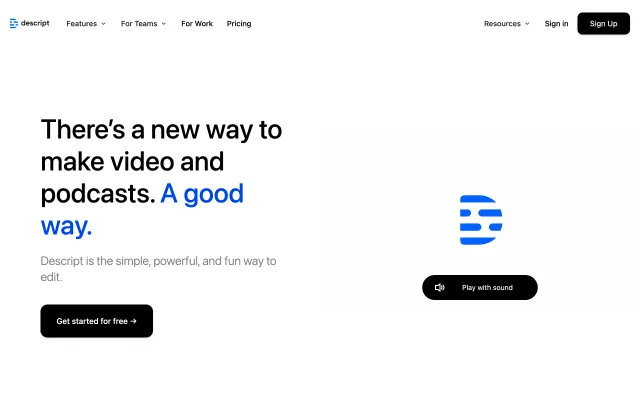 descript
Features
For Teams
For Work
Pricing
Resources
Sign in
Sign Up
There's a new way to
make video and
podcasts. A good
way.
Descript is the simple, powerful, and fun way to
edit.
Get started for free →
Play with sound